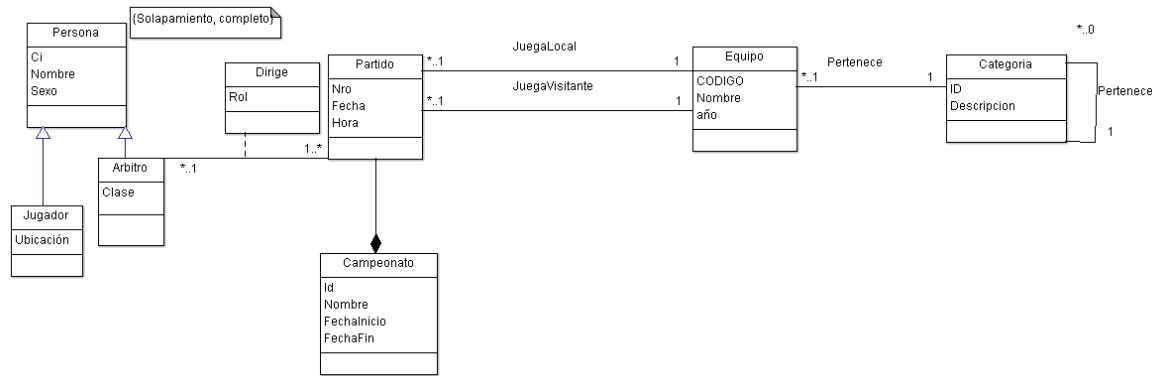 {Solapamiento, completo}
Persona
Ci
Nombre
Sexo
Dirige
Rol
Partido
Nro
Fecha
Hora
JuegaLocal
*..1
1
JuegaVisitante
*..1
1
Equipo
CODIGO
Nombre
año
Pertenece
*..1
1
Categoria
ID
Descripcion
*..0
Pertenece
1
Arbitro
Clase
*..1
1..*
Jugador
Ubicación
Campeonato
Id
Nombre
FechaInicio
FechaFin